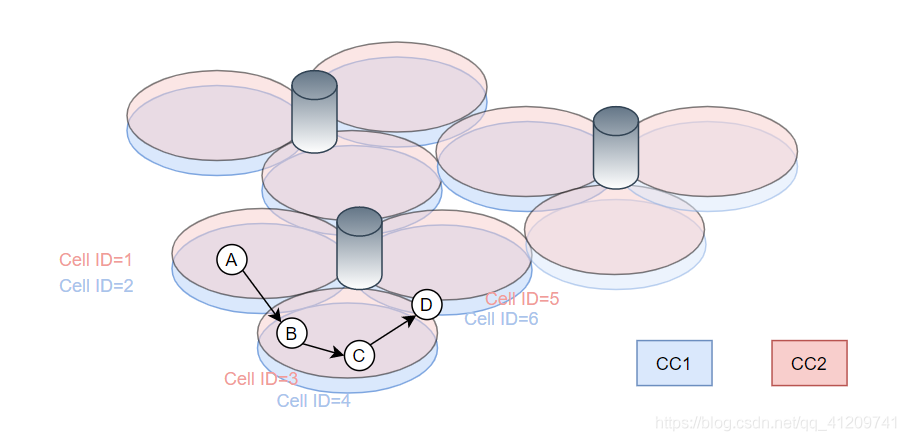 A
Cell ID=1
Cell ID=2
D
Cell ID=5
Cell ID=6
B
C
Cell ID=3
Cell ID=4
CC1
CC2
https://blog.csdn.net/qq_41209741